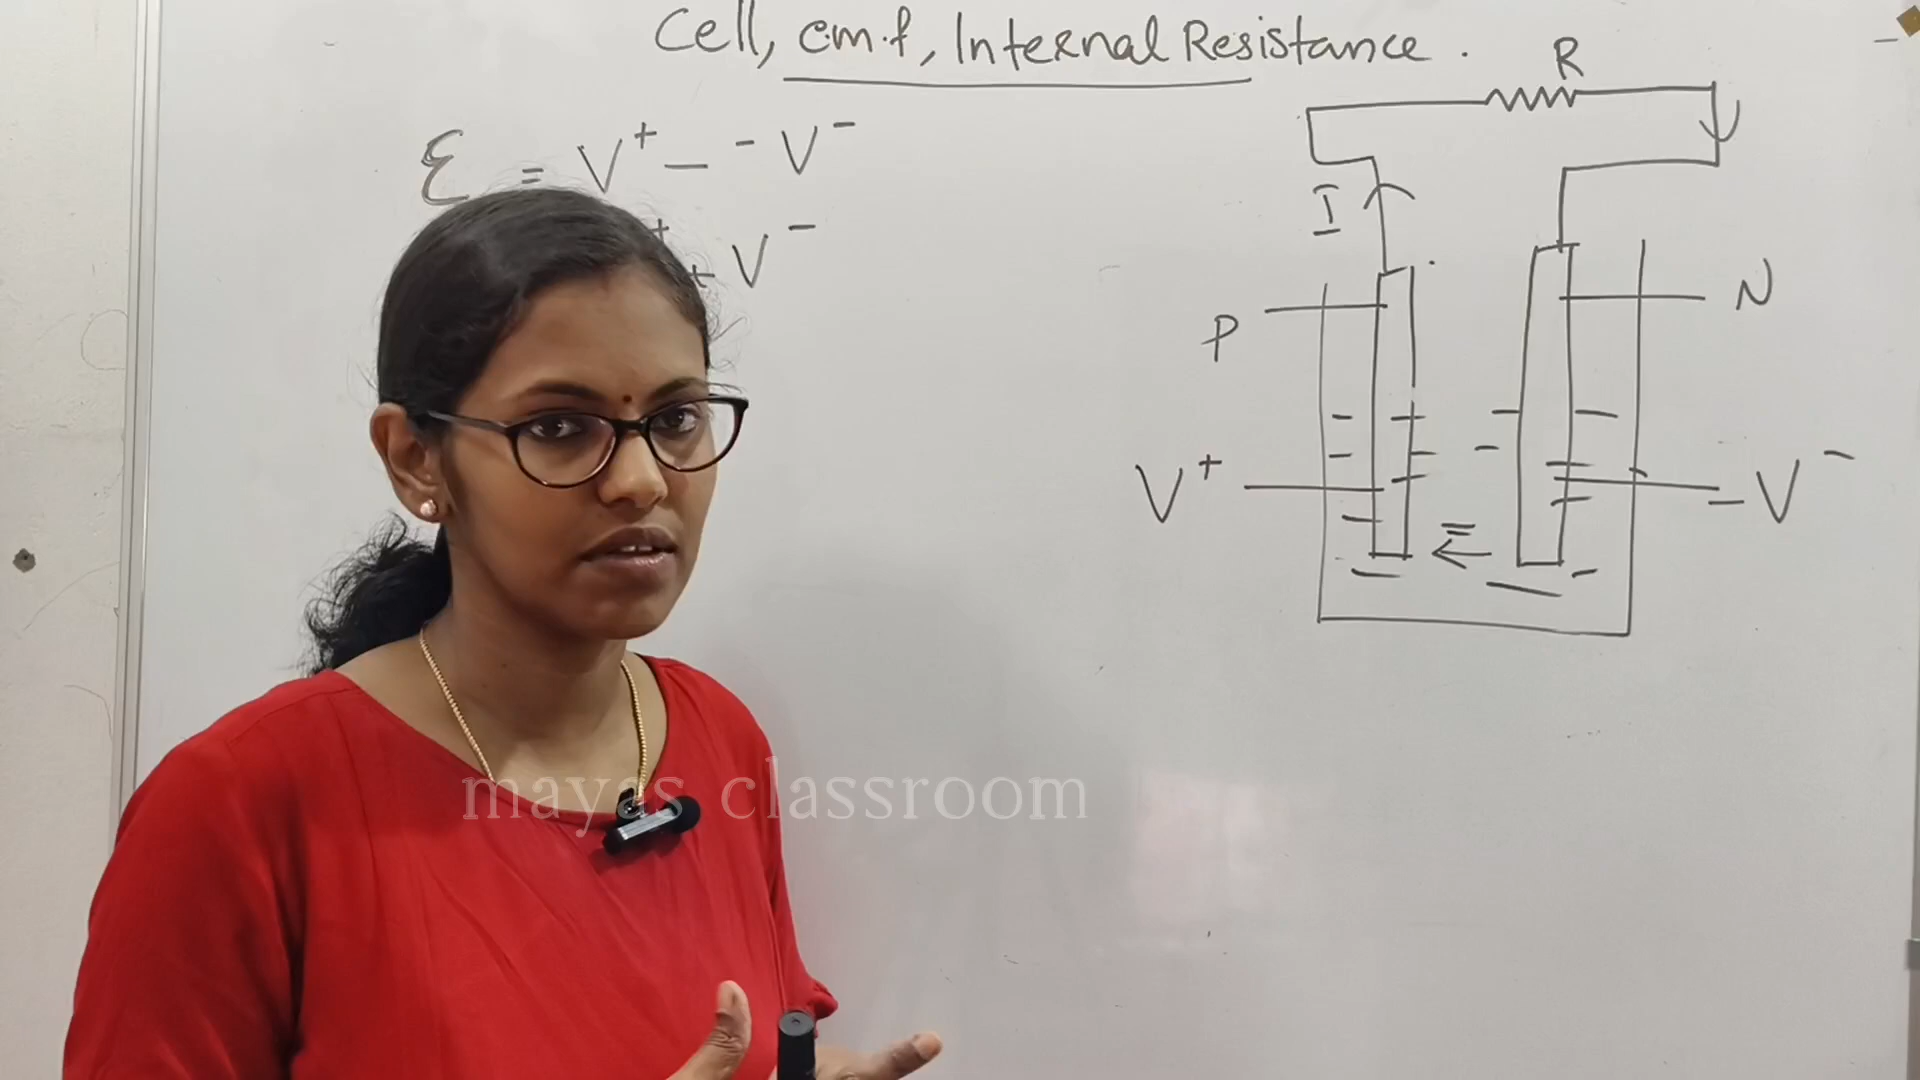 Cell, e.m.f, Internal Resistance.
R
ℰ = V⁺ - -V⁻
I
+ V⁻
N
P
V⁺
-V⁻
mayas classroom